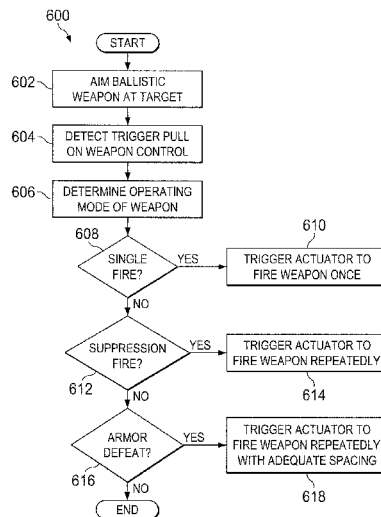 600
START
602
AIM BALLISTIC
WEAPON AT TARGET
604
DETECT TRIGGER PULL
ON WEAPON CONTROL
606
DETERMINE OPERATING
MODE OF WEAPON
608
SINGLE
FIRE?
YES
610
TRIGGER ACTUATOR TO
FIRE WEAPON ONCE
NO
SUPPRESSION
FIRE?
612
YES
TRIGGER ACTUATOR TO
FIRE WEAPON REPEATEDLY
614
NO
ARMOR
DEFEAT?
616
YES
TRIGGER ACTUATOR TO
FIRE WEAPON REPEATEDLY
WITH ADEQUATE SPACING
618
NO
END